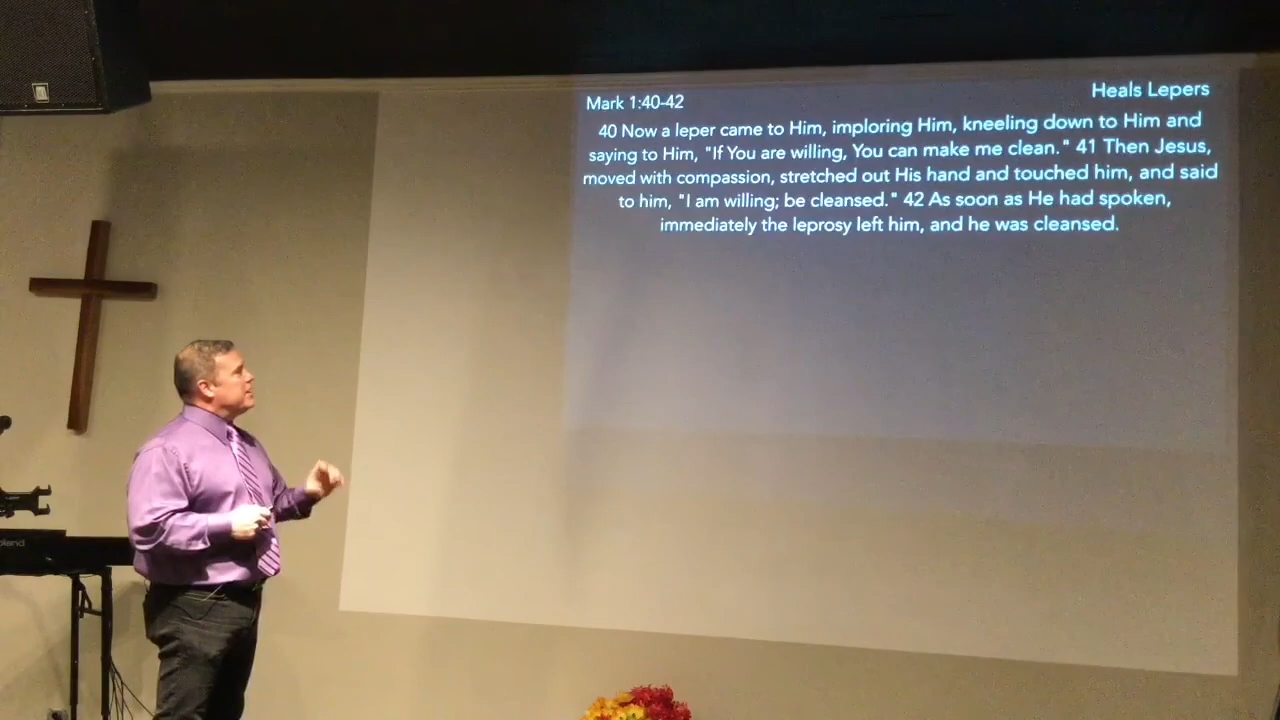 Mark 1:40-42
Heals Lepers
40 Now a leper came to Him, imploring Him, kneeling down to Him and
saying to Him, "If You are willing, You can make me clean." 41 Then Jesus,
moved with compassion, stretched out His hand and touched him, and said
to him, "I am willing; be cleansed." 42 As soon as He had spoken,
immediately the leprosy left him, and he was cleansed.